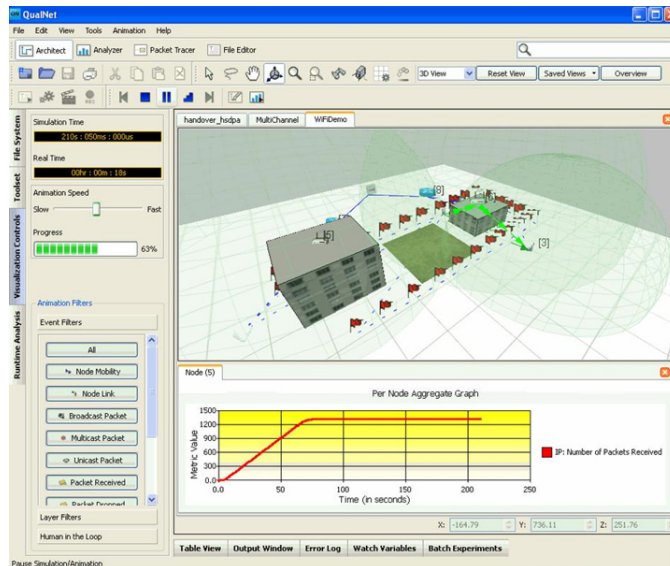 QualNet
File Edit View Tools Animation Help
Architect Analyzer Packet Tracer File Editor
3D View Reset View Saved Views Overview
File System
Toolset
Visualization Controls
Runtime Analysis
Simulation Time
210s : 050ms : 000us
Real Time
00hr : 00m : 18s
Animation Speed
Slow Fast
Progress
63%
Animation Filters
Event Filters
All
Node Mobility
Node Link
Broadcast Packet
Multicast Packet
Unicast Packet
Packet Received
Packet Dropped
Layer Filters
Human in the Loop
handover_hsdpa MultiChannel WiFiDemo
[8]
[5]
[3]
Node (5)
Per Node Aggregate Graph
Metric Value
1500
1200
900
600
300
0.0
0.0 50 100 150 200 250
Time (in seconds)
IP: Number of Packets Received
X: -164.79 Y: 736.11 Z: 251.76
Table View Output Window Error Log Watch Variables Batch Experiments
Pause Simulation/Animation